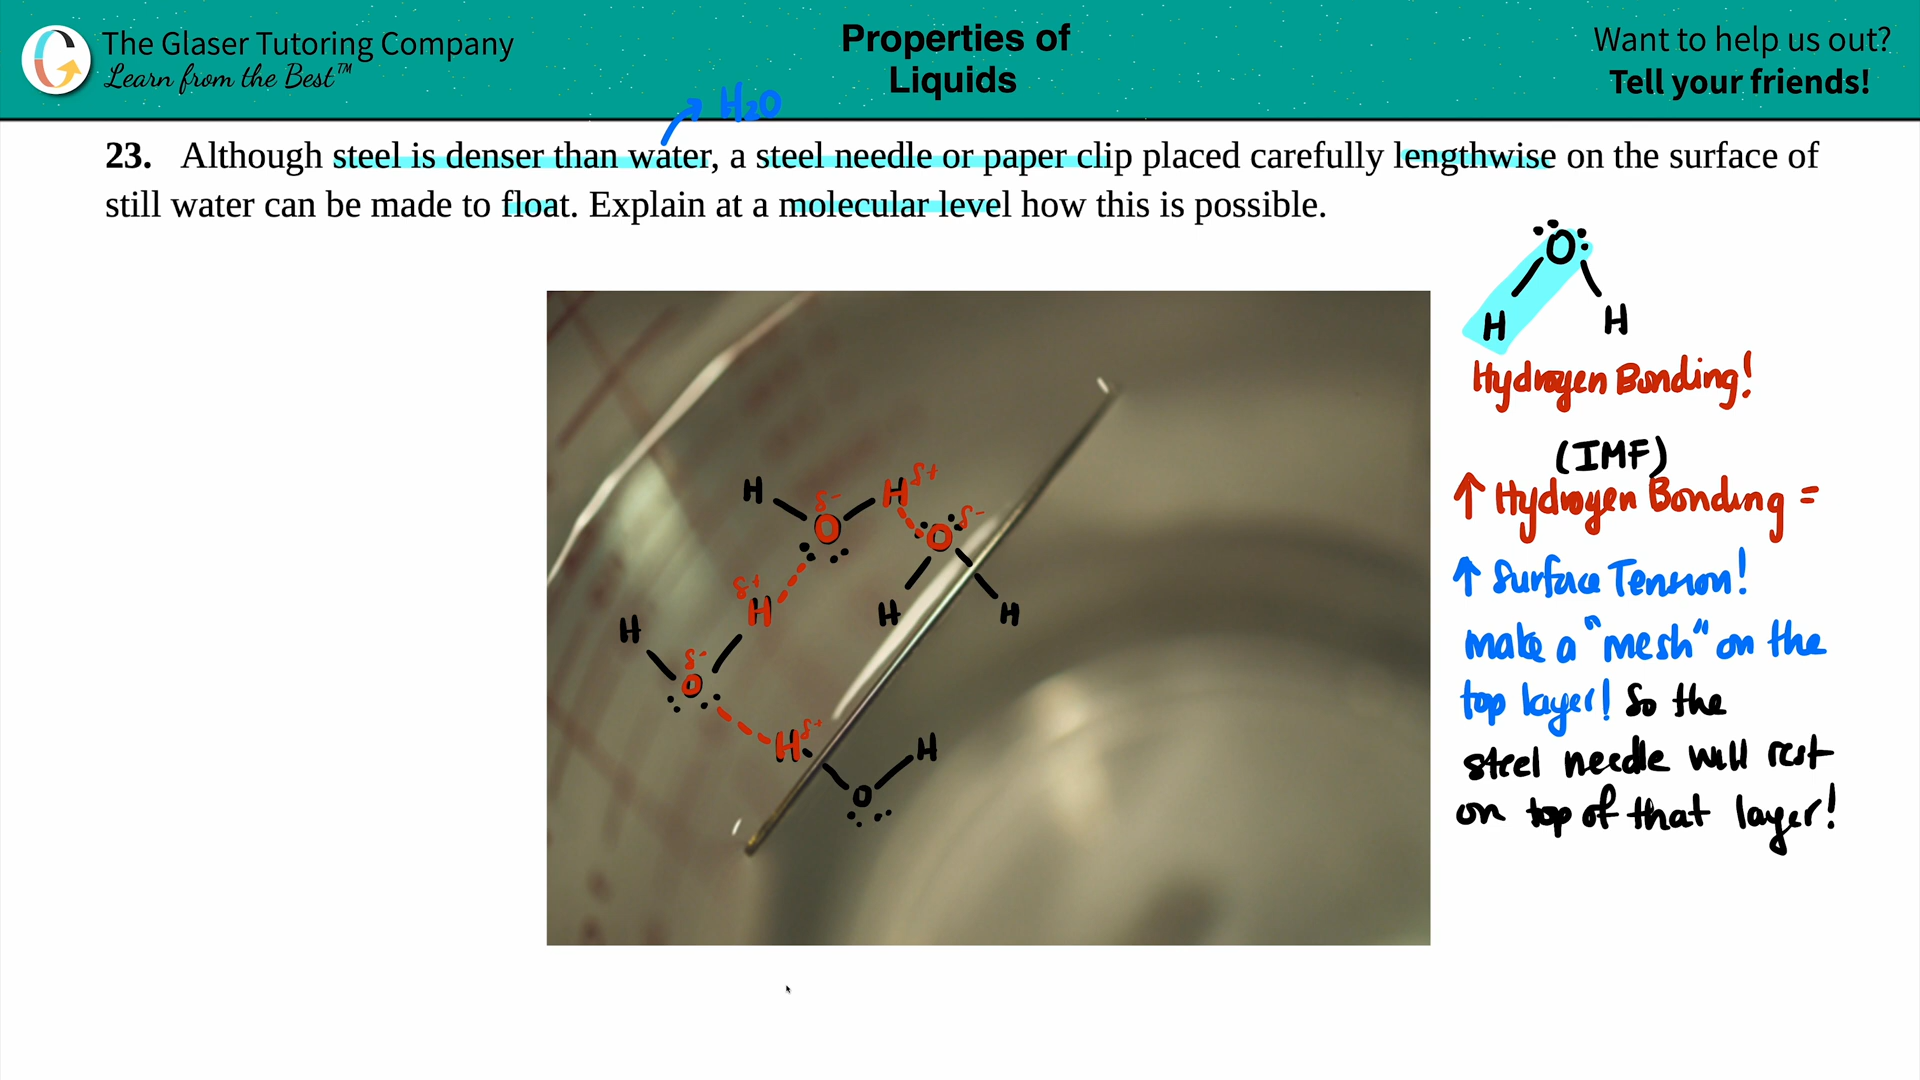 The Glaser Tutoring Company
Learn from the Best™
Properties of
Liquids
Want to help us out?
Tell your friends!
H₂O
23. Although steel is denser than water, a steel needle or paper clip placed carefully lengthwise on the surface of
still water can be made to float. Explain at a molecular level how this is possible.
O
H H
Hydrogen Bonding!
(IMF)
↑ Hydrogen Bonding =
↑ Surface Tension!
make a "mesh" on the
top layer! So the
steel needle will rest
on top of that layer!
H δ- H δ+
O O δ-
δ+
H H H
H
δ-
O
H δ+ H
O